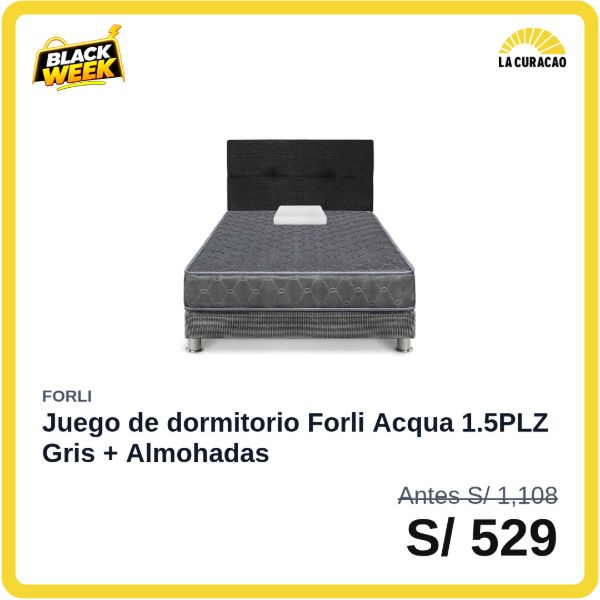 BLACK
WEEK
LA CURACAO
FORLI
Juego de dormitorio Forli Acqua 1.5PLZ
Gris + Almohadas
Antes S/ 1,108
S/ 529